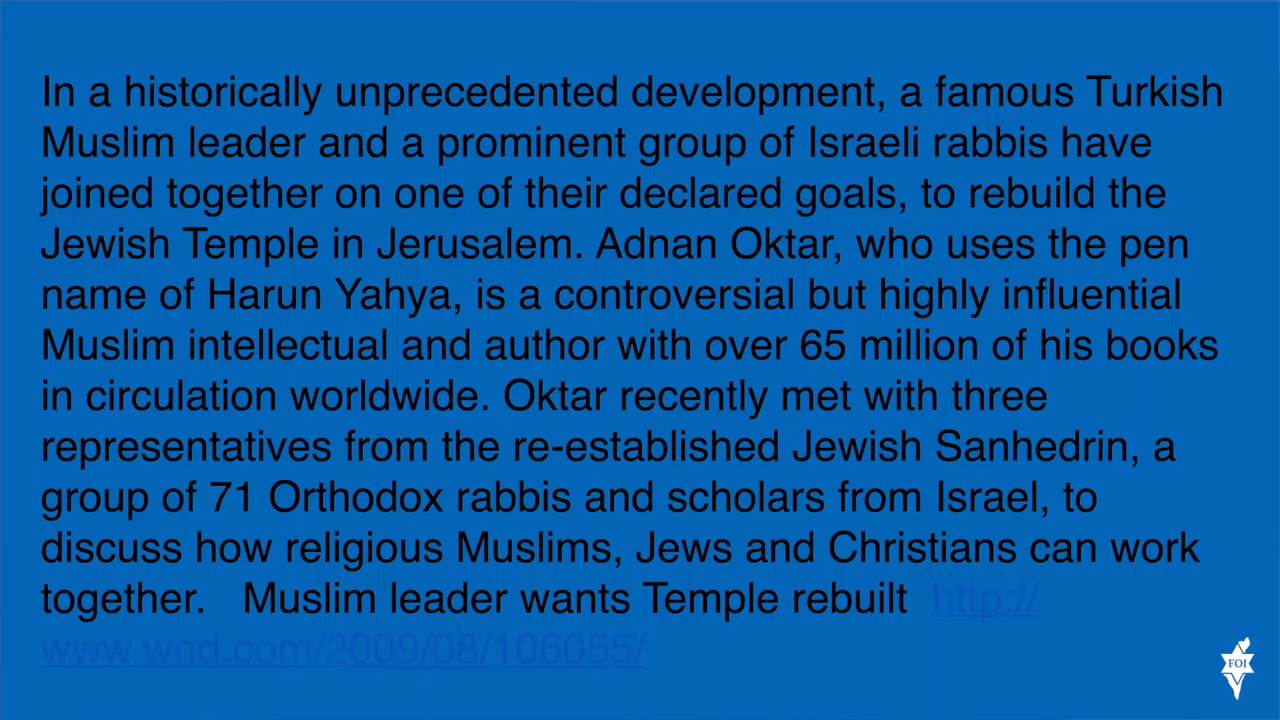 In a historically unprecedented development, a famous Turkish
Muslim leader and a prominent group of Israeli rabbis have
joined together on one of their declared goals, to rebuild the
Jewish Temple in Jerusalem. Adnan Oktar, who uses the pen
name of Harun Yahya, is a controversial but highly influential
Muslim intellectual and author with over 65 million of his books
in circulation worldwide. Oktar recently met with three
representatives from the re-established Jewish Sanhedrin, a
group of 71 Orthodox rabbis and scholars from Israel, to
discuss how religious Muslims, Jews and Christians can work
together.   Muslim leader wants Temple rebuilt  http://
www.wnd.com/2009/08/106055/
FOI